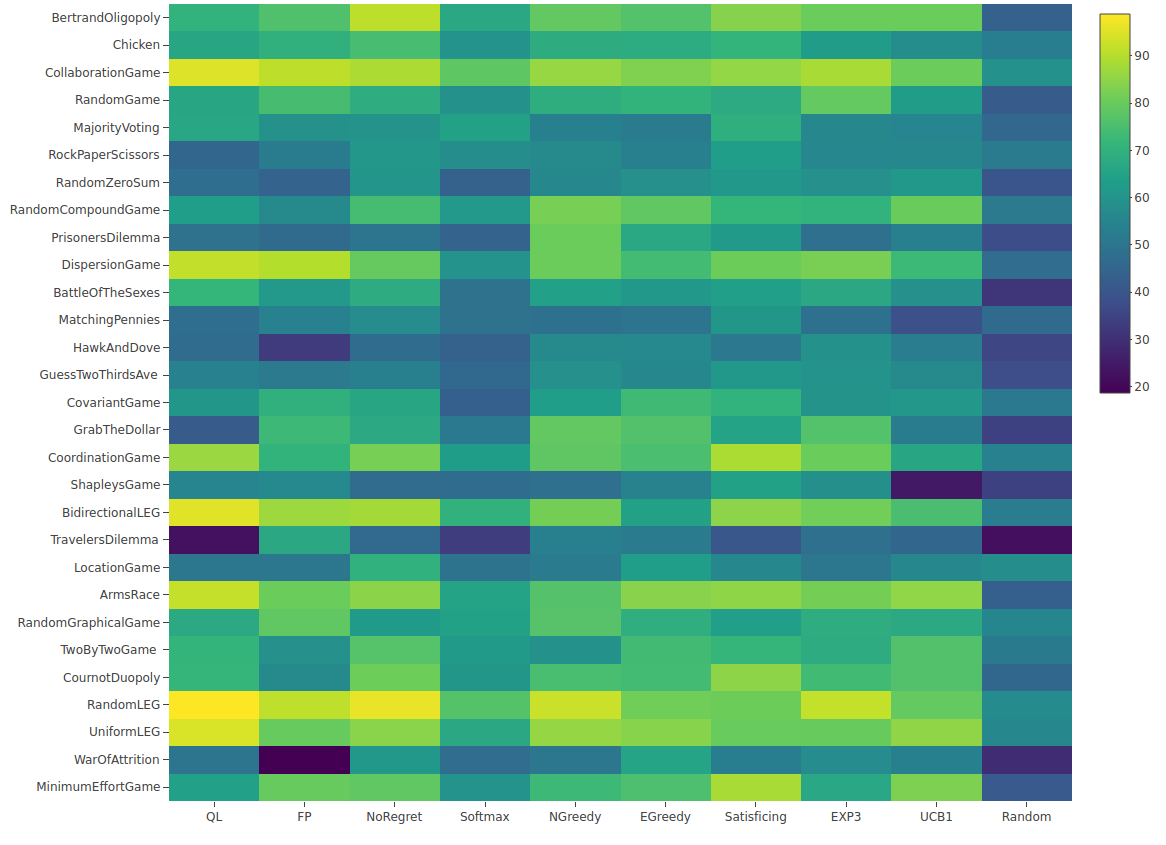 BertrandOligopoly
Chicken
CollaborationGame
RandomGame
MajorityVoting
RockPaperScissors
RandomZeroSum
RandomCompoundGame
PrisonersDilemma
DispersionGame
BattleOfTheSexes
MatchingPennies
HawkAndDove
GuessTwoThirdsAve
CovariantGame
GrabTheDollar
CoordinationGame
ShapleysGame
BidirectionalLEG
TravelersDilemma
LocationGame
ArmsRace
RandomGraphicalGame
TwoByTwoGame
CournotDuopoly
RandomLEG
UniformLEG
WarOfAttrition
MinimumEffortGame
QL FP NoRegret Softmax NGreedy EGreedy Satisficing EXP3 UCB1 Random
90
80
70
60
50
40
30
20